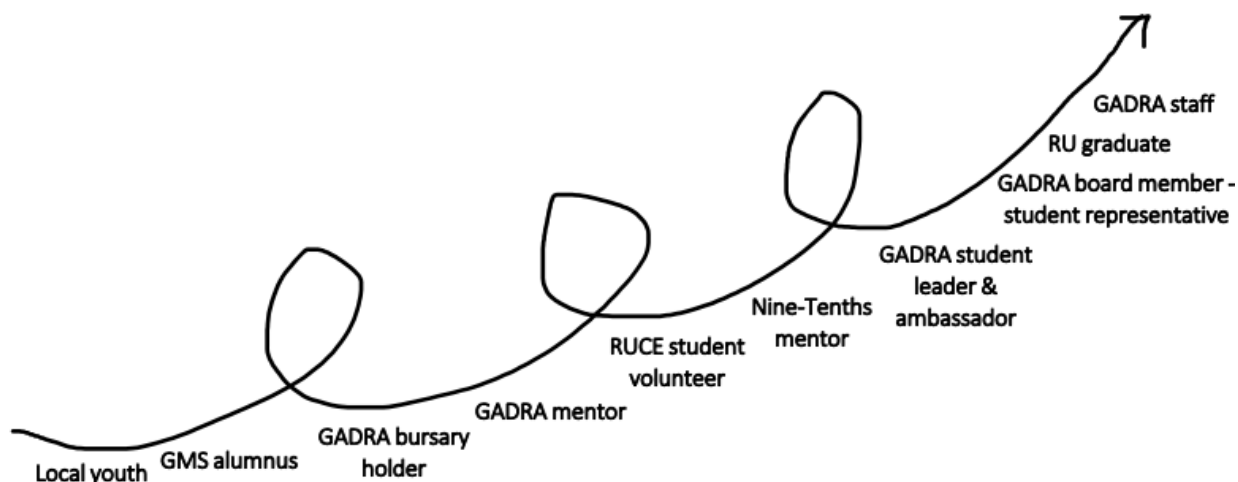 Local youth
GMS alumnus
GADRA bursary
holder
GADRA mentor
RUCE student
volunteer
Nine-Tenths
mentor
GADRA student
leader &
ambassador
GADRA board member -
student representative
RU graduate
GADRA staff